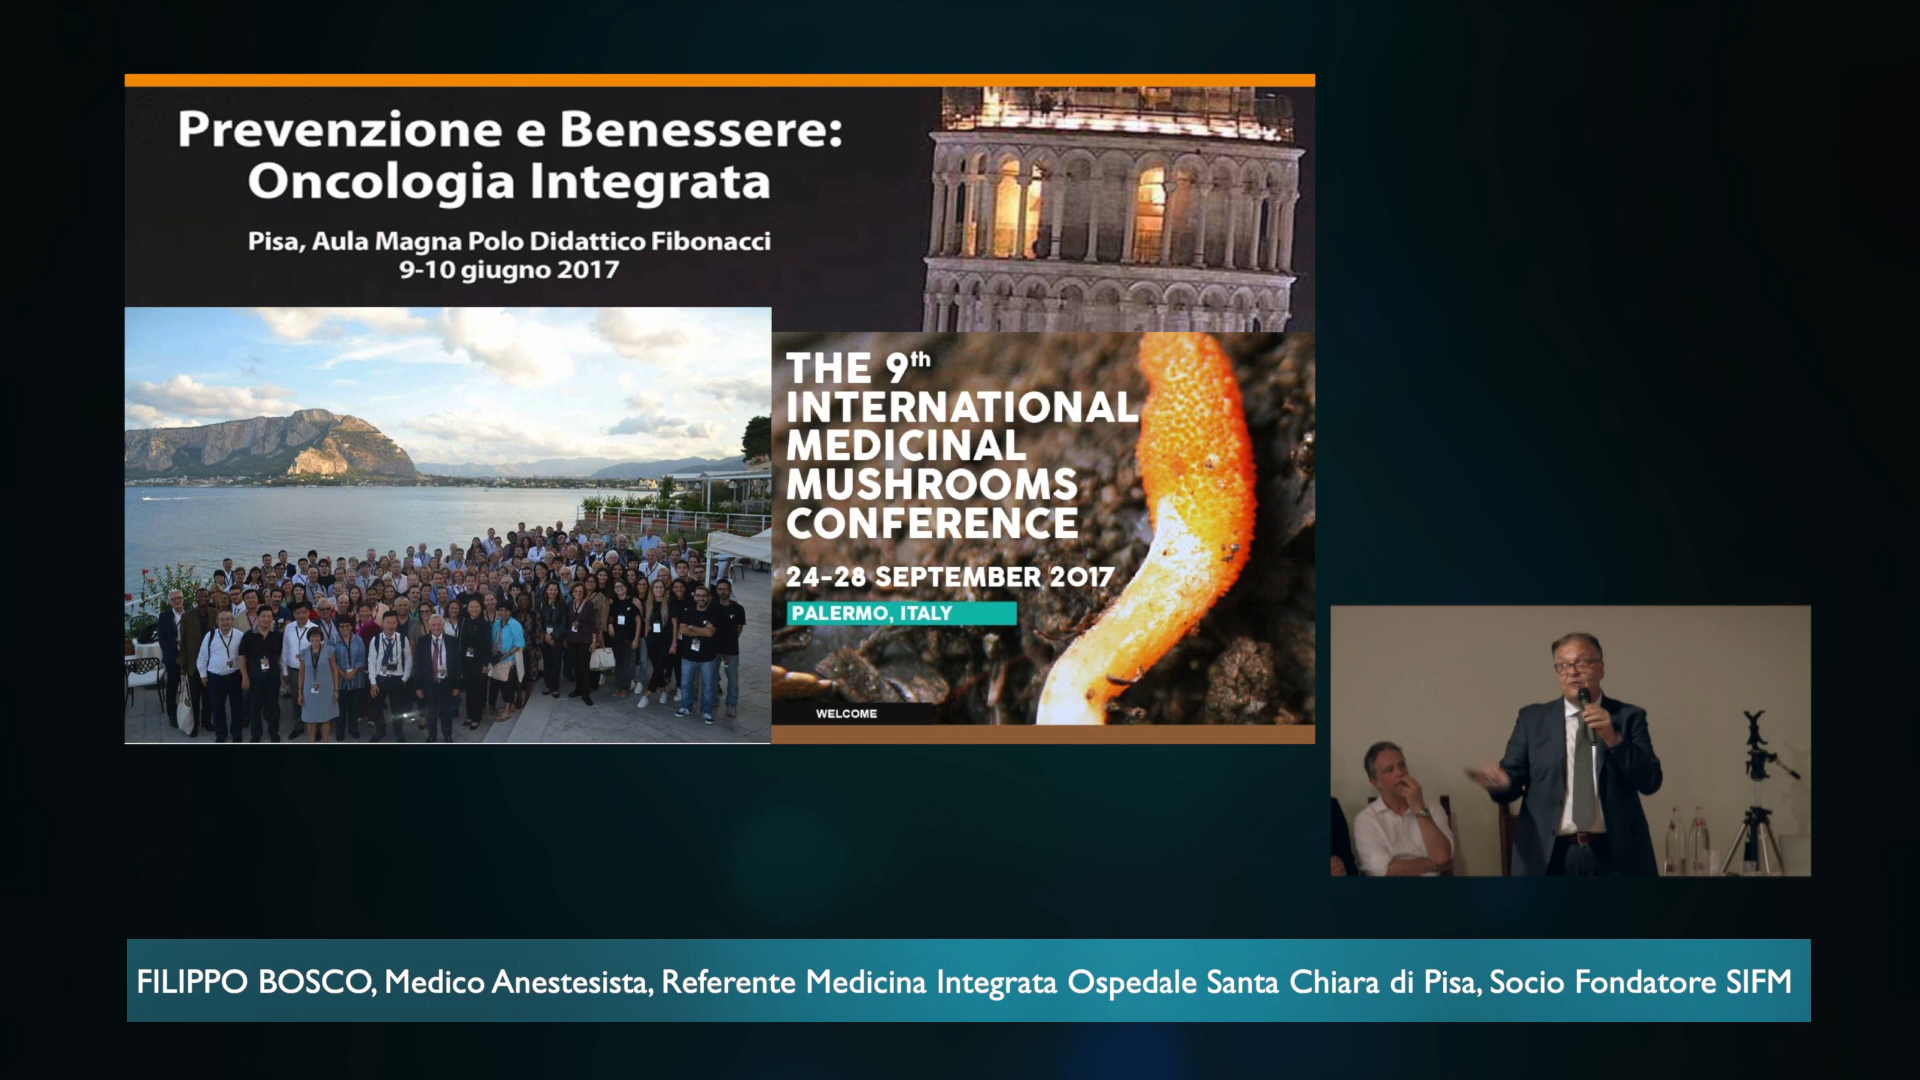 Prevenzione e Benessere:
Oncologia Integrata
Pisa, Aula Magna Polo Didattico Fibonacci
9-10 giugno 2017
THE 9th
INTERNATIONAL
MEDICINAL
MUSHROOMS
CONFERENCE
24-28 SEPTEMBER 2017
PALERMO, ITALY
WELCOME
FILIPPO BOSCO, Medico Anestesista, Referente Medicina Integrata Ospedale Santa Chiara di Pisa, Socio Fondatore SIFM